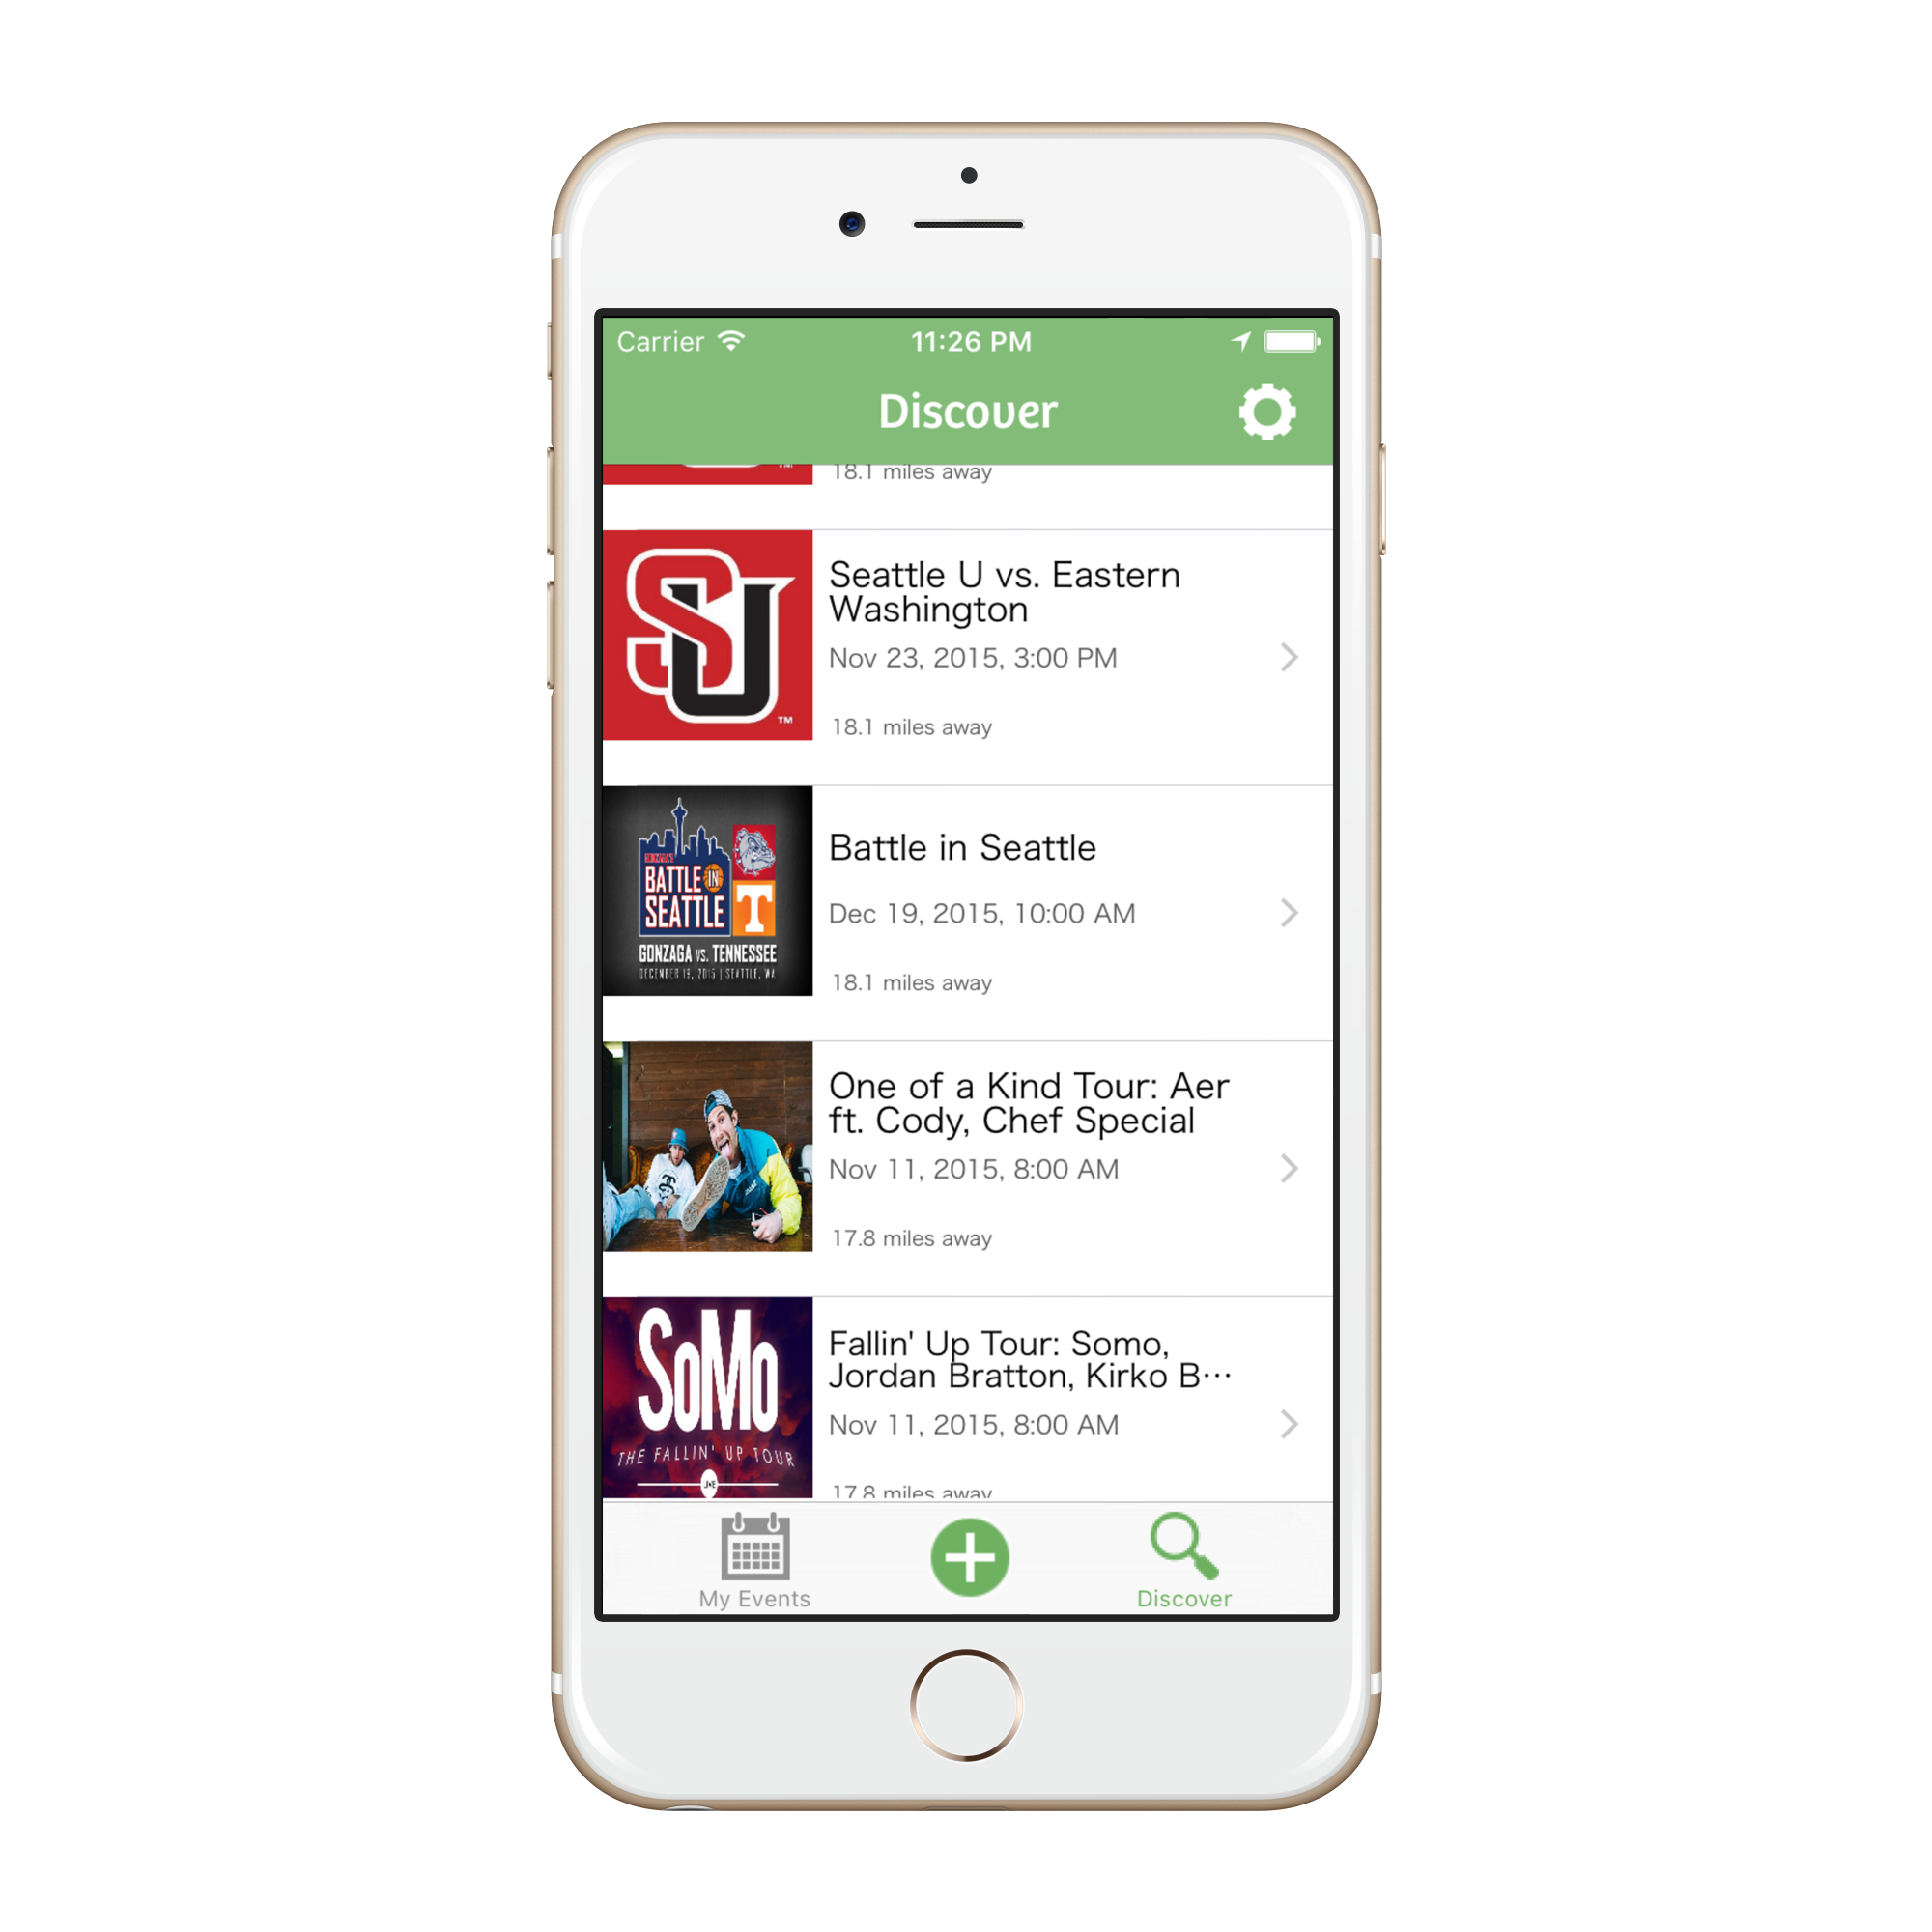 Carrier 11:26 PM
Discover
18.1 miles away
SU
TM
Seattle U vs. Eastern
Washington
Nov 23, 2015, 3:00 PM
18.1 miles away
BATTLE IN
SEATTLE
GONZAGA VS. TENNESSEE
DECEMBER 19, 2015 | SEATTLE, WA
T
Battle in Seattle
Dec 19, 2015, 10:00 AM
18.1 miles away
One of a Kind Tour: Aer
ft. Cody, Chef Special
Nov 11, 2015, 8:00 AM
17.8 miles away
SoMo
THE FALLIN' UP TOUR
LIVE
Fallin' Up Tour: Somo,
Jordan Bratton, Kirko B…
Nov 11, 2015, 8:00 AM
17.8 miles away
My Events
Discover